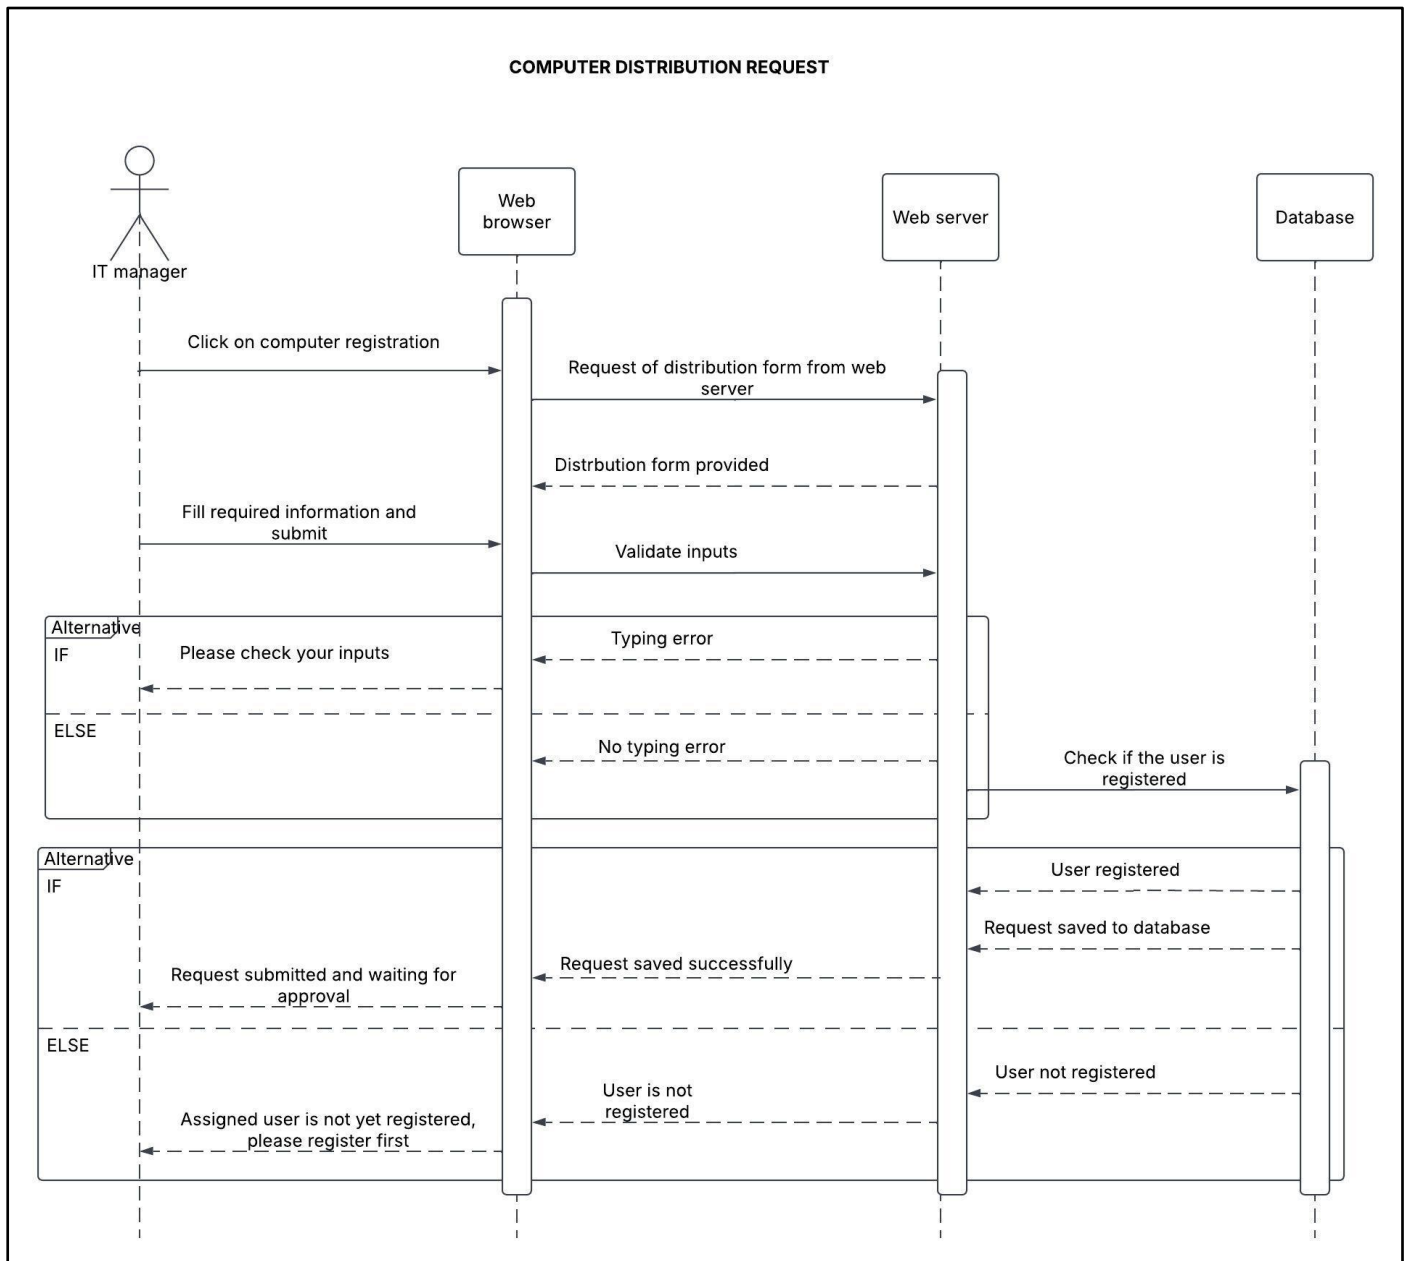 COMPUTER DISTRIBUTION REQUEST
Web
browser
Web server
Database
IT manager
Click on computer registration
Request of distribution form from web
server
Distrbution form provided
Fill required information and
submit
Validate inputs
Alternative
IF
Typing error
Please check your inputs
ELSE
No typing error
Check if the user is
registered
Alternative
IF
User registered
Request saved to database
Request saved successfully
Request submitted and waiting for
approval
ELSE
User not registered
User is not
registered
Assigned user is not yet registered,
please register first